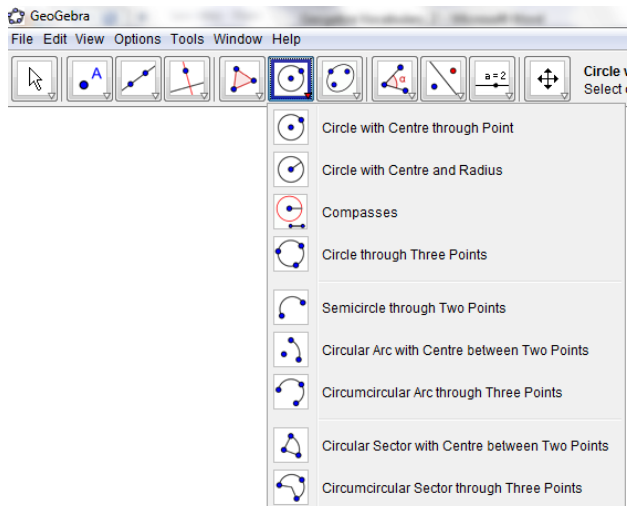 GeoGebra
File Edit View Options Tools Window Help
A
α
a = 2
Circle
Select
Circle with Centre through Point
Circle with Centre and Radius
Compasses
Circle through Three Points
Semicircle through Two Points
Circular Arc with Centre between Two Points
Circumcircular Arc through Three Points
Circular Sector with Centre between Two Points
Circumcircular Sector through Three Points